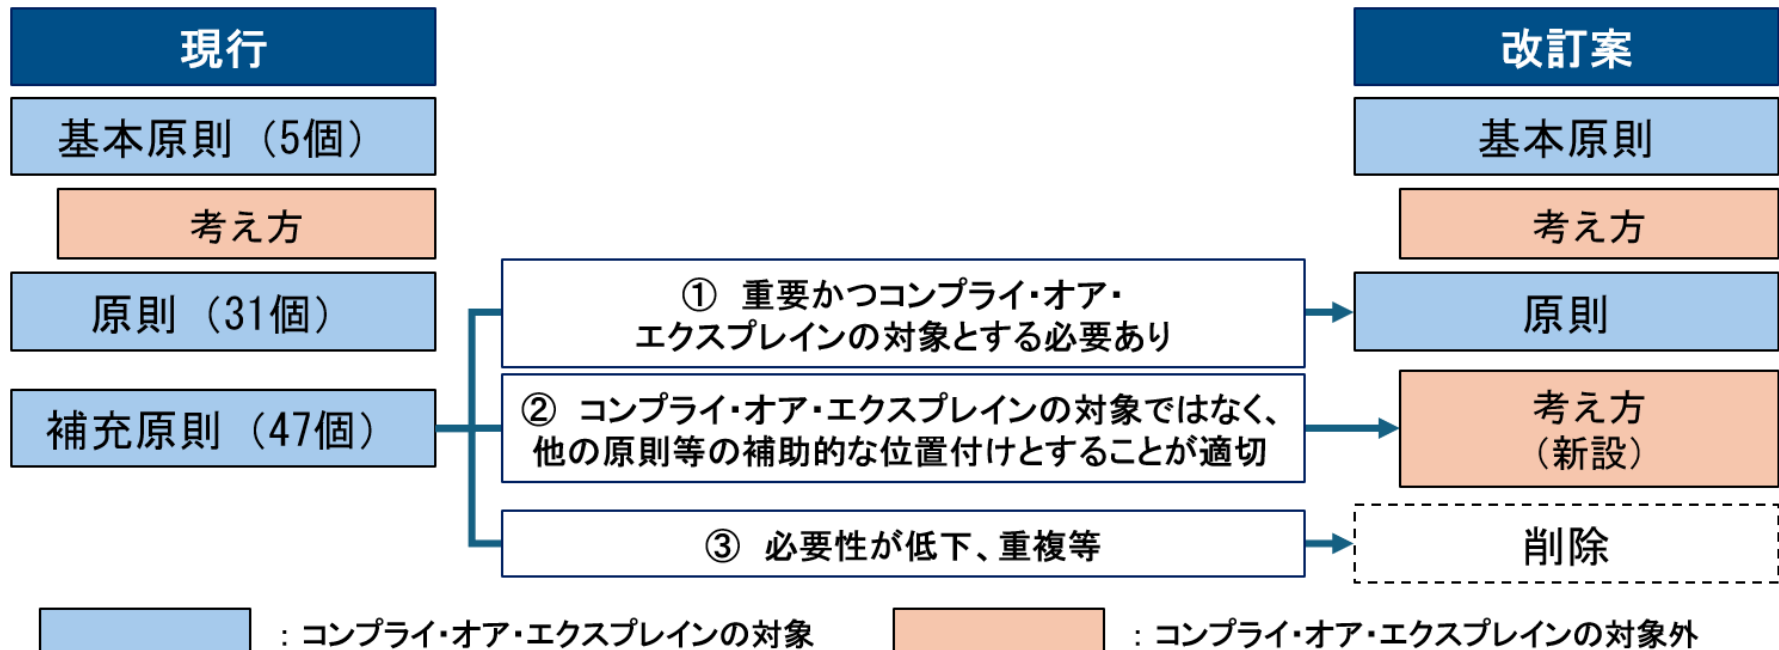 現行
改訂案
基本原則（5個）
基本原則
考え方
考え方
原則（31個）
① 重要かつコンプライ・オア・
エクスプレインの対象とする必要あり
原則
補充原則（47個）
② コンプライ・オア・エクスプレインの対象ではなく、
他の原則等の補助的な位置付けとすることが適切
考え方
（新設）
③ 必要性が低下、重複等
削除
：コンプライ・オア・エクスプレインの対象
：コンプライ・オア・エクスプレインの対象外